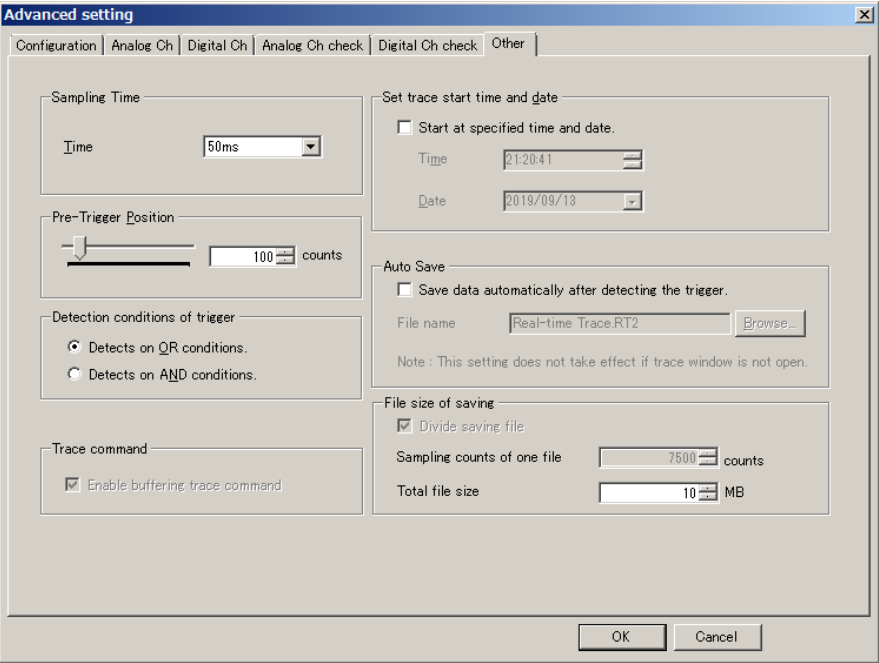 Advanced setting
Configuration Analog Ch Digital Ch Analog Ch check Digital Ch check Other
Sampling Time
Time 50ms
Pre-Trigger Position
100 counts
Detection conditions of trigger
Detects on OR conditions.
Detects on AND conditions.
Trace command
Enable buffering trace command
Set trace start time and date
Start at specified time and date.
Time 21:20:41
Date 2019/09/13
Auto Save
Save data automatically after detecting the trigger.
File name Real-time Trace.RT2 Browse...
Note : This setting does not take effect if trace window is not open.
File size of saving
Divide saving file
Sampling counts of one file 7500 counts
Total file size 10 MB
OK Cancel